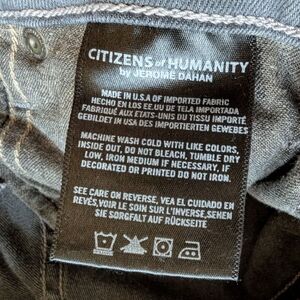 CITIZENS of HUMANITY
by JEROME DAHAN
MADE IN U.S.A OF IMPORTED FABRIC
HECHO EN LOS EE.UU DE TELA IMPORTADA
FABRIQUE AUX ETATS-UNIS DU TISSU IMPORTÉ
GEBILDET IN USA DES IMPORTIERTEN GEWEBES
MACHINE WASH COLD WITH LIKE COLORS,
INSIDE OUT, DO NOT BLEACH, TUMBLE DRY
LOW, IRON MEDIUM IF NECESSARY, IF
DECORATED OR PRINTED DO NOT IRON.
SEE CARE ON REVERSE, VEA EL CUIDADO EN
REVÉS,VOIR LE SOIN SUR L'INVERSE,SEHEN
SIE SORGFALT AUF RÜCKSEITE